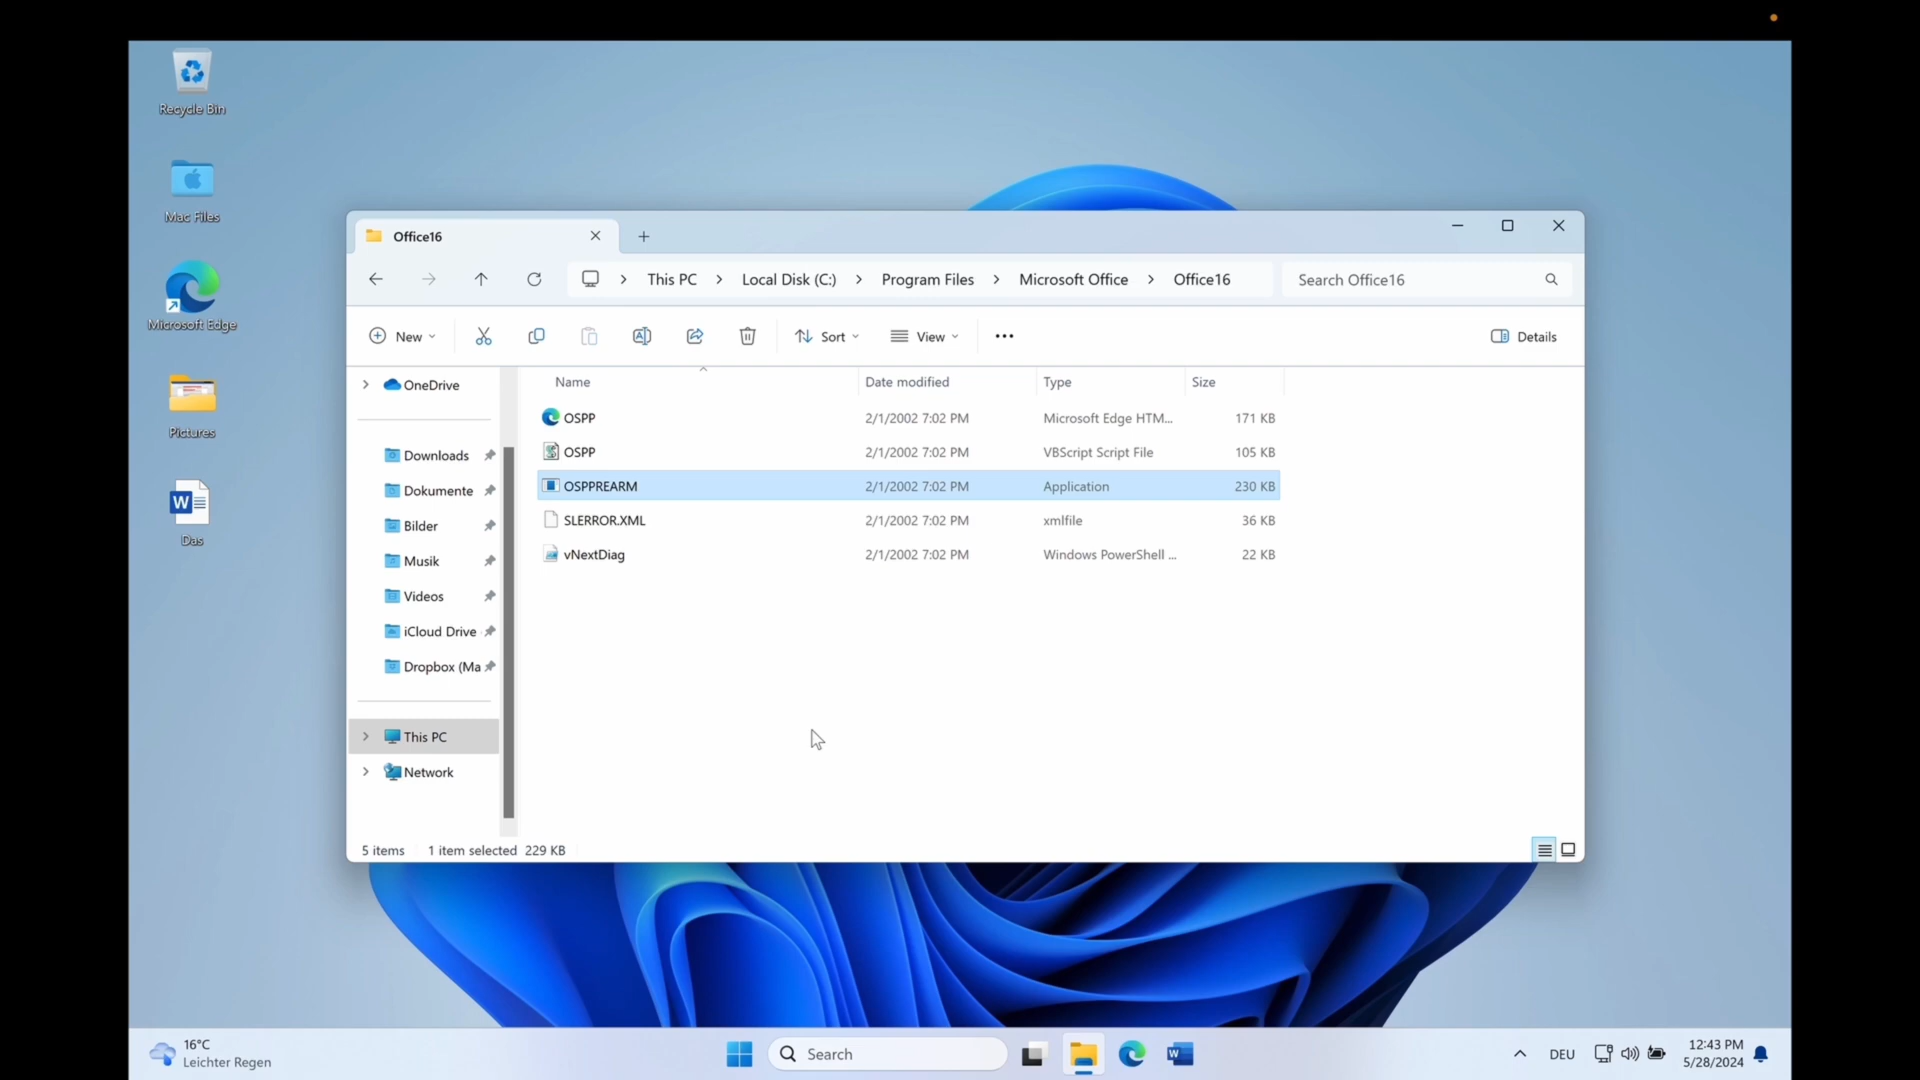 Recycle Bin
Mac Files
Microsoft Edge
Pictures
Das
Office16
This PC
Local Disk (C:)
Program Files
Microsoft Office
Office16
Search Office16
New
Sort
View
Details
OneDrive
Downloads
Dokumente
Bilder
Musik
Videos
iCloud Drive
Dropbox (Ma
This PC
Network
Name Date modified Type Size
OSPP 2/1/2002 7:02 PM Microsoft Edge HTM... 171 KB
OSPP 2/1/2002 7:02 PM VBScript Script File 105 KB
OSPPREARM 2/1/2002 7:02 PM Application 230 KB
SLERROR.XML 2/1/2002 7:02 PM xmlfile 36 KB
vNextDiag 2/1/2002 7:02 PM Windows PowerShell ... 22 KB
5 items 1 item selected 229 KB
16°C
Leichter Regen
Search
DEU
12:43 PM
5/28/2024